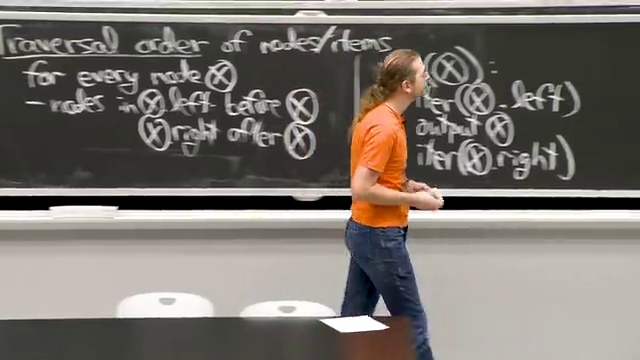 Traversal order of nodes/items
for every node Ⓧ
- nodes in Ⓧ.left before Ⓧ
Ⓧ.right after Ⓧ
(Ⓧ):
iter(Ⓧ.left)
output Ⓧ
iter(Ⓧ.right)